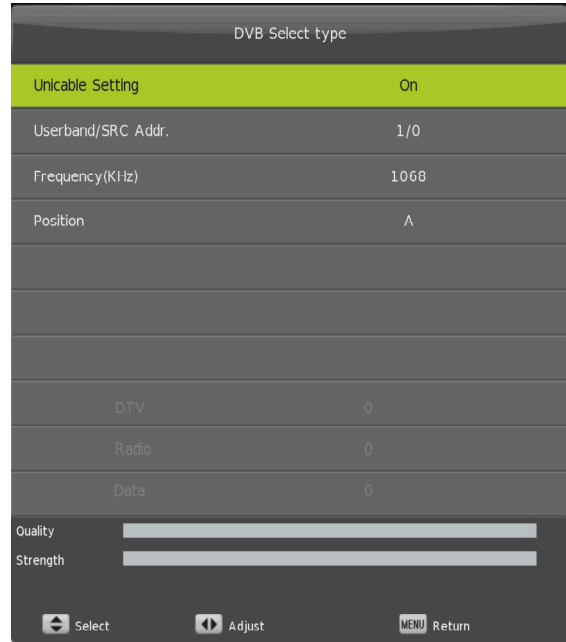 DVB Select type
Unicable Setting On
Userband/SRC Addr. 1/0
Frequency(KHz) 1068
Position A
DTV 0
Radio 0
Data 0
Quality
Strength
Select Adjust MENU Return